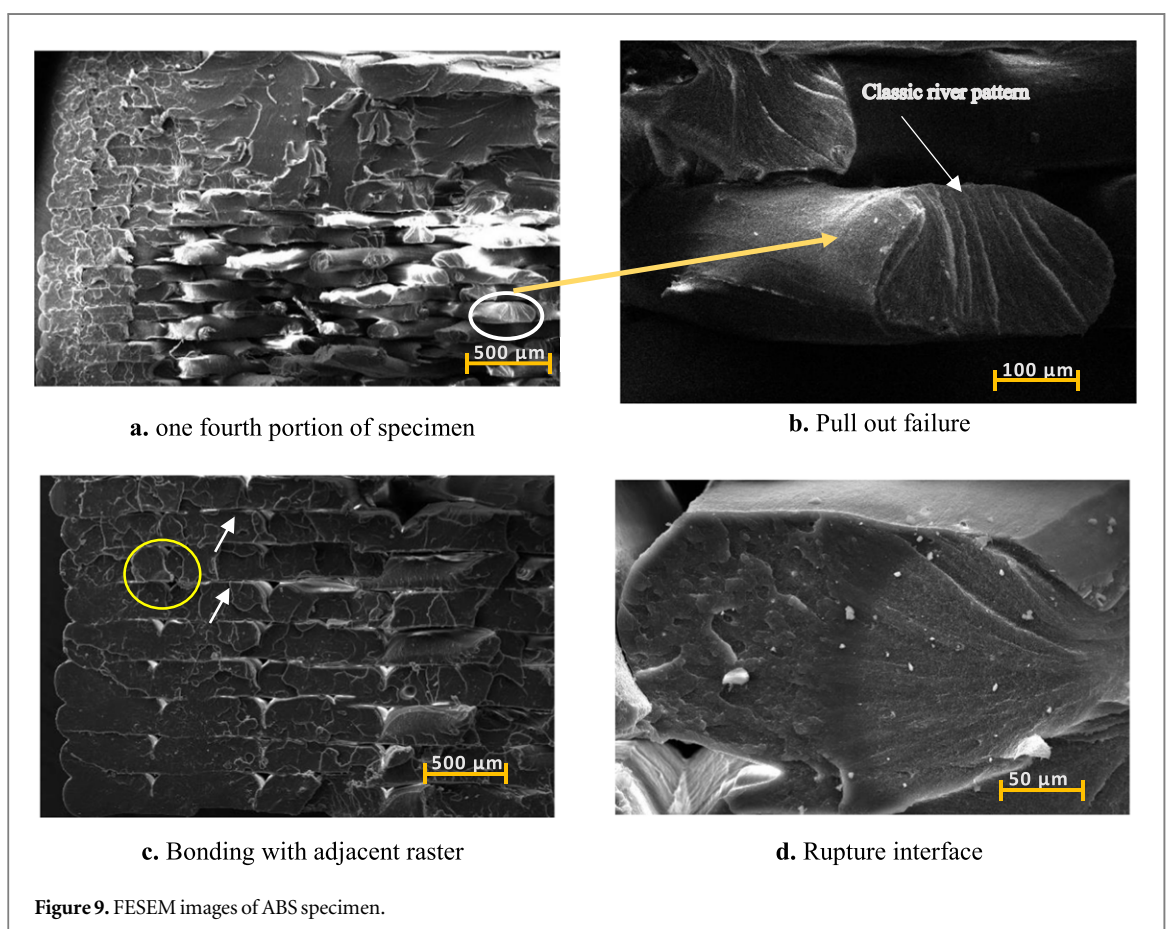 Classic river pattern
500 µm
100 µm
a. one fourth portion of specimen
b. Pull out failure
500 µm
50 µm
c. Bonding with adjacent raster
d. Rupture interface
Figure 9. FESEM images of ABS specimen.